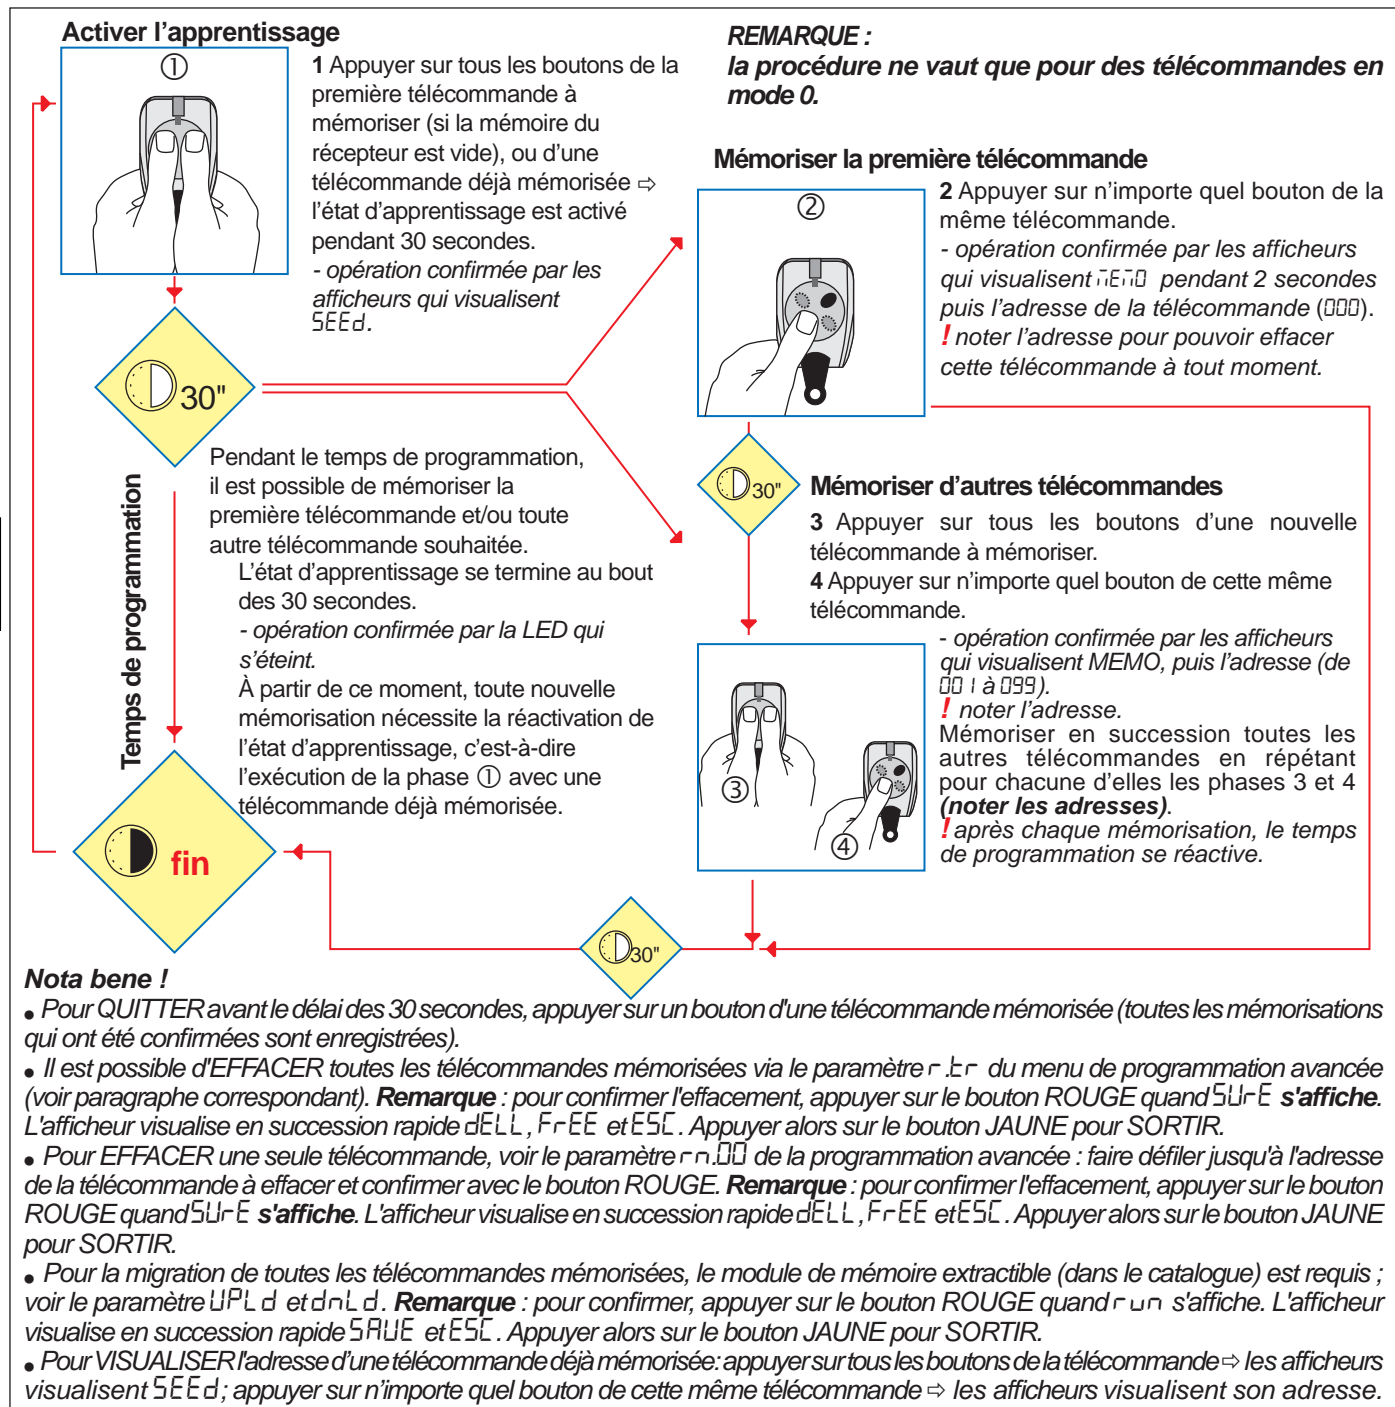 Activer l’apprentissage
①
1 Appuyer sur tous les boutons de la
première télécommande à
mémoriser (si la mémoire du
récepteur est vide), ou d’une
télécommande déjà mémorisée ⇨
l’état d’apprentissage est activé
pendant 30 secondes.
- opération confirmée par les
afficheurs qui visualisent
SEEd.
30"
REMARQUE :
la procédure ne vaut que pour des télécommandes en
mode 0.
Mémoriser la première télécommande
②
2 Appuyer sur n’importe quel bouton de la
même télécommande.
- opération confirmée par les afficheurs
qui visualisent MEMO pendant 2 secondes
puis l’adresse de la télécommande (000).
! noter l’adresse pour pouvoir effacer
cette télécommande à tout moment.
Temps de programmation
Pendant le temps de programmation,
il est possible de mémoriser la
première télécommande et/ou toute
autre télécommande souhaitée.
L’état d’apprentissage se termine au bout
des 30 secondes.
- opération confirmée par la LED qui
s’éteint.
À partir de ce moment, toute nouvelle
mémorisation nécessite la réactivation de
l’état d’apprentissage, c’est-à-dire
l’exécution de la phase ① avec une
télécommande déjà mémorisée.
fin
30"
Mémoriser d’autres télécommandes
3 Appuyer sur tous les boutons d’une nouvelle
télécommande à mémoriser.
4 Appuyer sur n’importe quel bouton de cette même
télécommande.
③
④
- opération confirmée par les afficheurs
qui visualisent MEMO, puis l’adresse (de
001 à 099).
! noter l’adresse.
Mémoriser en succession toutes les
autres télécommandes en répétant
pour chacune d’elles les phases 3 et 4
(noter les adresses).
! après chaque mémorisation, le temps
de programmation se réactive.
30"
Nota bene !
● Pour QUITTER avant le délai des 30 secondes, appuyer sur un bouton d'une télécommande mémorisée (toutes les mémorisations
qui ont été confirmées sont enregistrées).
● Il est possible d'EFFACER toutes les télécommandes mémorisées via le paramètre r.tr du menu de programmation avancée
(voir paragraphe correspondant). Remarque : pour confirmer l'effacement, appuyer sur le bouton ROUGE quand SUrE s'affiche.
L'afficheur visualise en succession rapide dELL, FrEE et ESC. Appuyer alors sur le bouton JAUNE pour SORTIR.
● Pour EFFACER une seule télécommande, voir le paramètre rn.00 de la programmation avancée : faire défiler jusqu'à l'adresse
de la télécommande à effacer et confirmer avec le bouton ROUGE. Remarque : pour confirmer l'effacement, appuyer sur le bouton
ROUGE quand SUrE s'affiche. L'afficheur visualise en succession rapide dELL, FrEE et ESC. Appuyer alors sur le bouton JAUNE
pour SORTIR.
● Pour la migration de toutes les télécommandes mémorisées, le module de mémoire extractible (dans le catalogue) est requis ;
voir le paramètre UPLd et dnLd. Remarque : pour confirmer, appuyer sur le bouton ROUGE quand run s'affiche. L'afficheur
visualise en succession rapide SAUE et ESC. Appuyer alors sur le bouton JAUNE pour SORTIR.
● Pour VISUALISER l'adresse d’une télécommande déjà mémorisée: appuyer sur tous les boutons de la télécommande ⇨ les afficheurs
visualisent SEEd; appuyer sur n’importe quel bouton de cette même télécommande ⇨ les afficheurs visualisent son adresse.